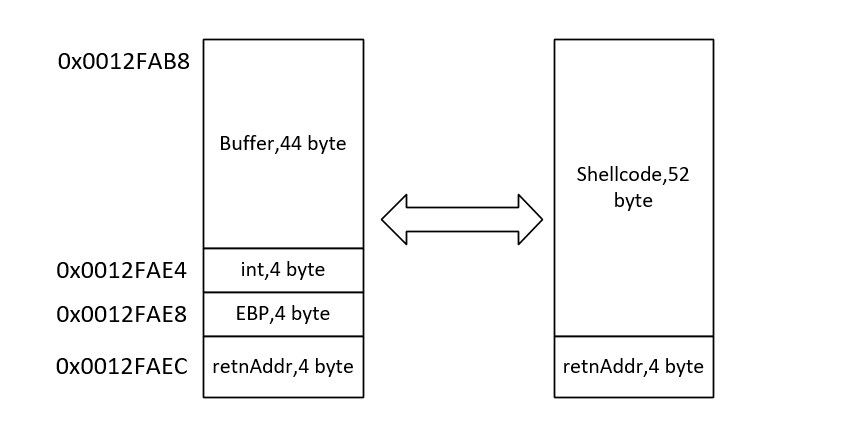 0x0012FAB8
Buffer,44 byte
Shellcode,52
byte
0x0012FAE4
int,4 byte
0x0012FAE8
EBP,4 byte
0x0012FAEC
retnAddr,4 byte
retnAddr,4 byte